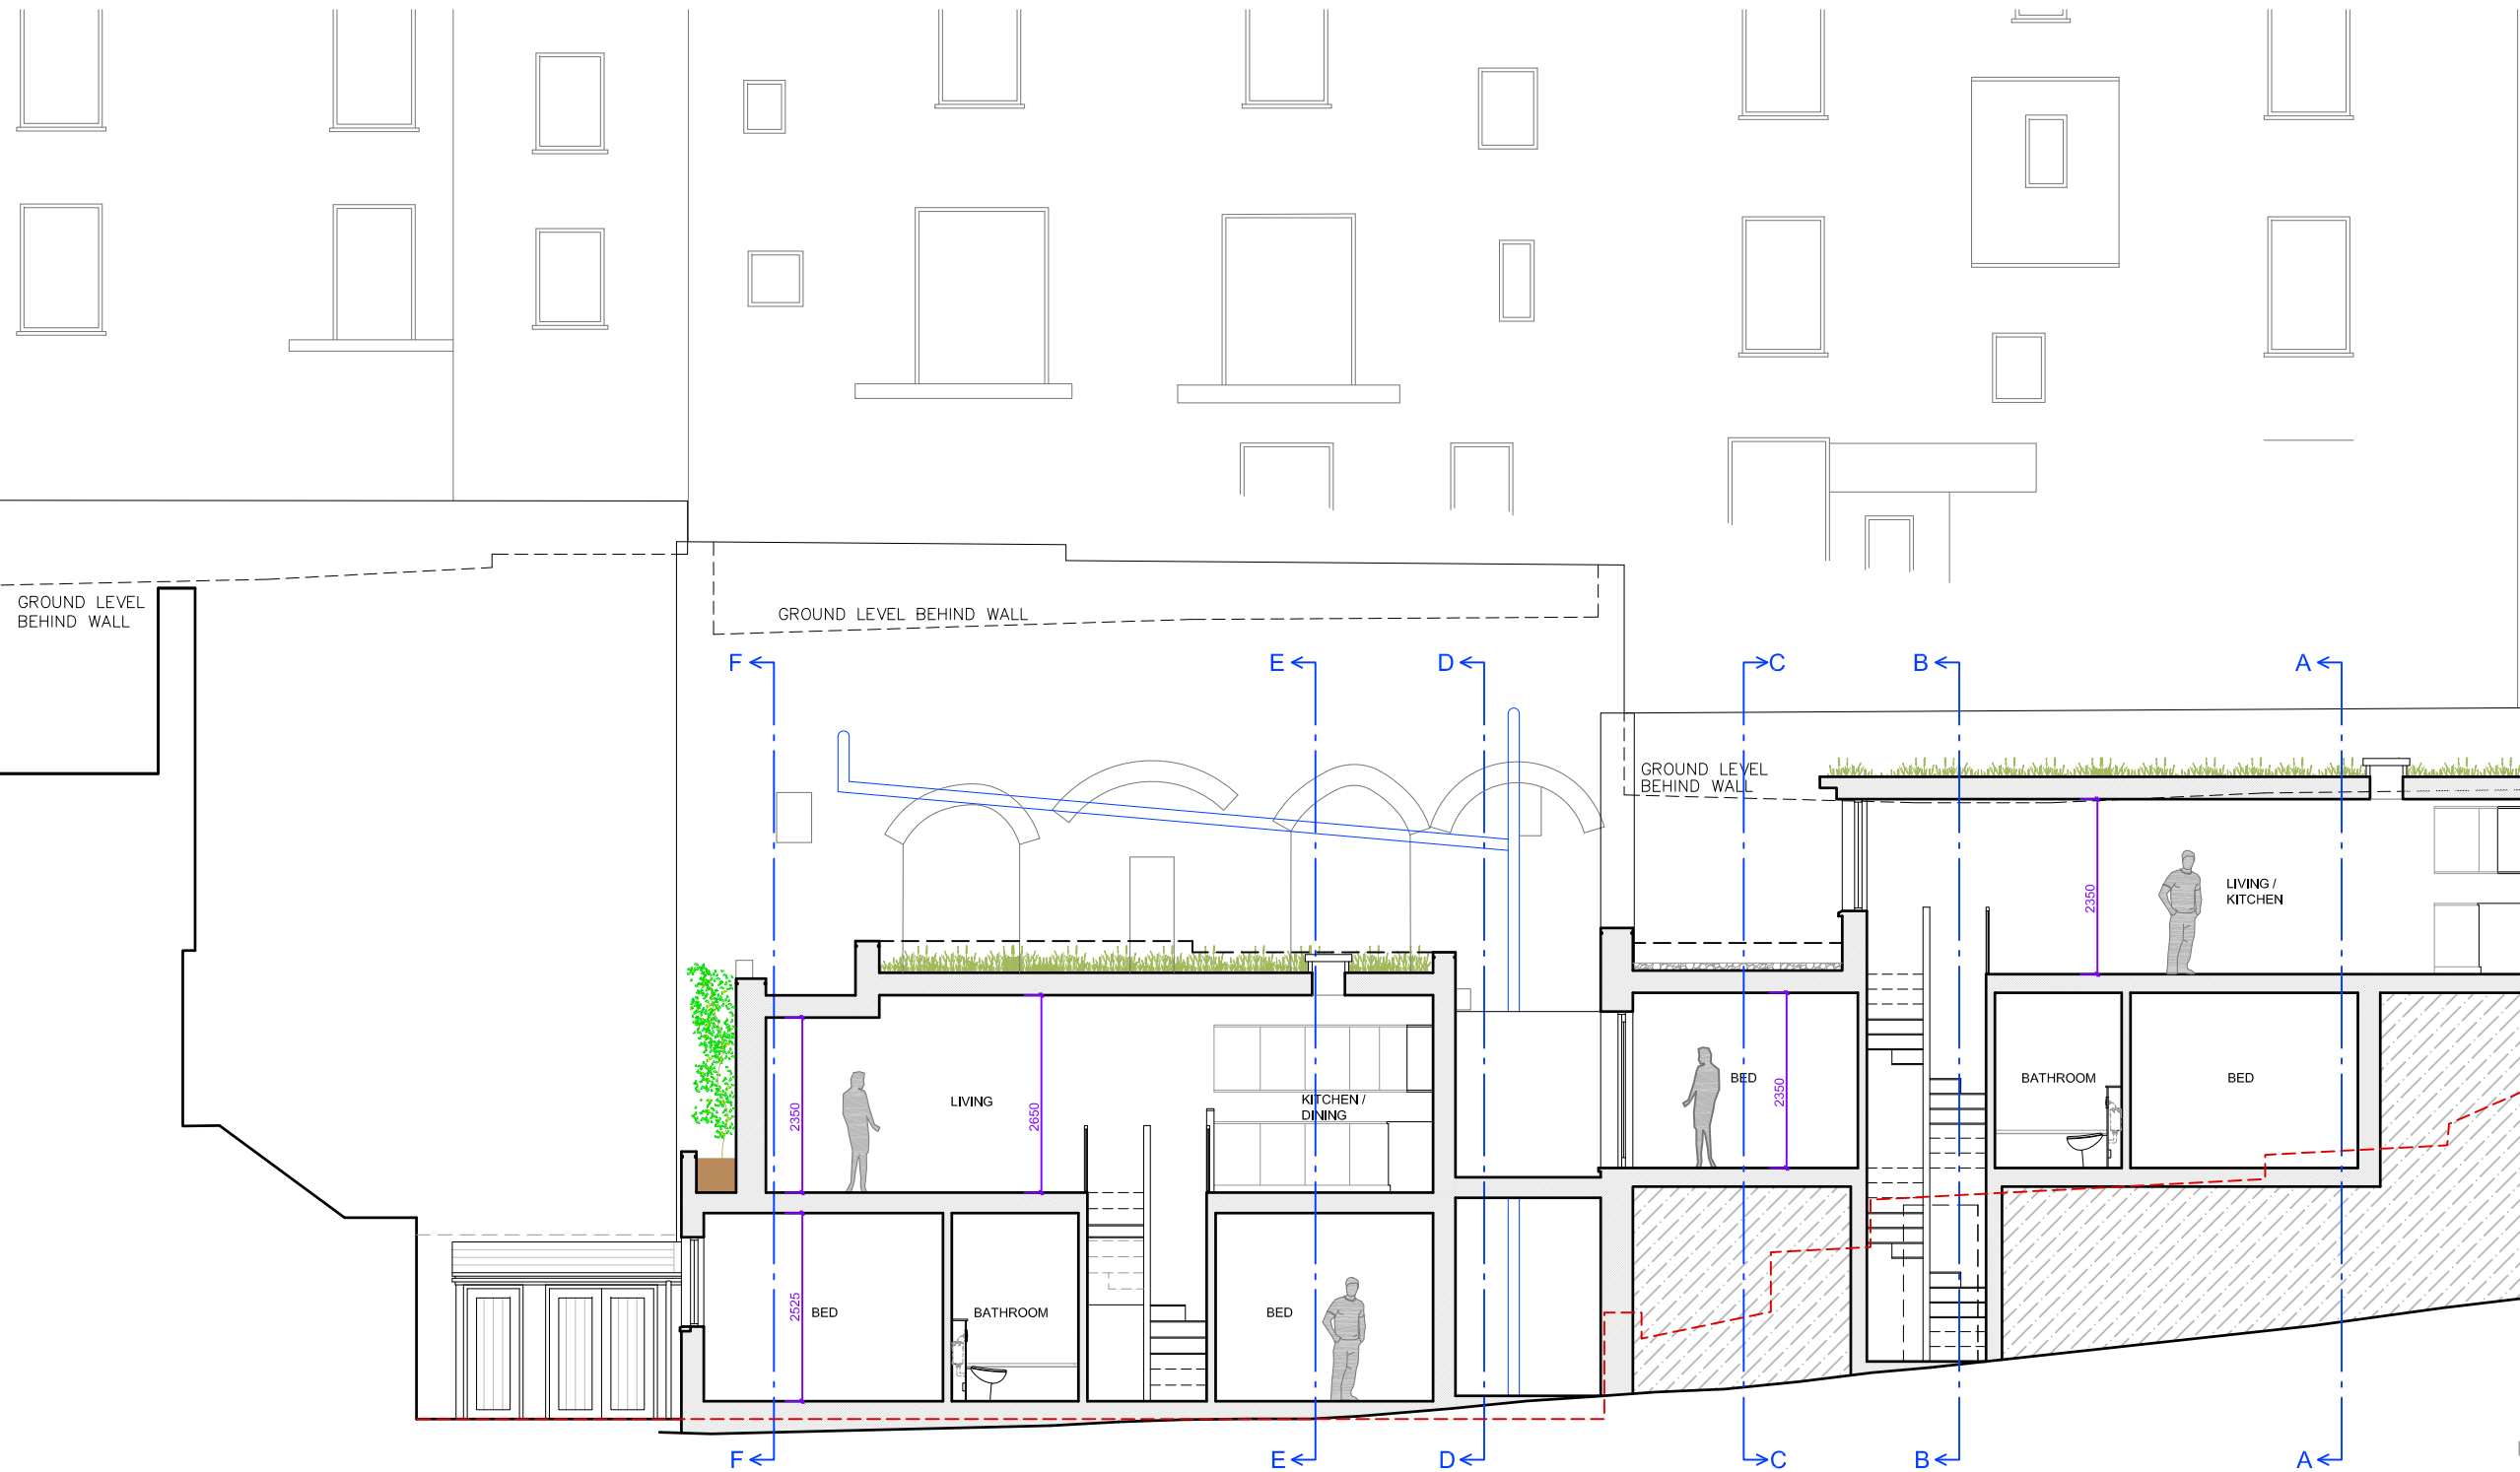 GROUND LEVEL
BEHIND WALL
GROUND LEVEL BEHIND WALL
F
E
D
C
B
A
GROUND LEVEL
BEHIND WALL
LIVING /
KITCHEN
2350
LIVING
KITCHEN /
DINING
2350
2650
BED
2350
BATHROOM
BED
BED
2525
BATHROOM
BED
F
E
D
C
B
A